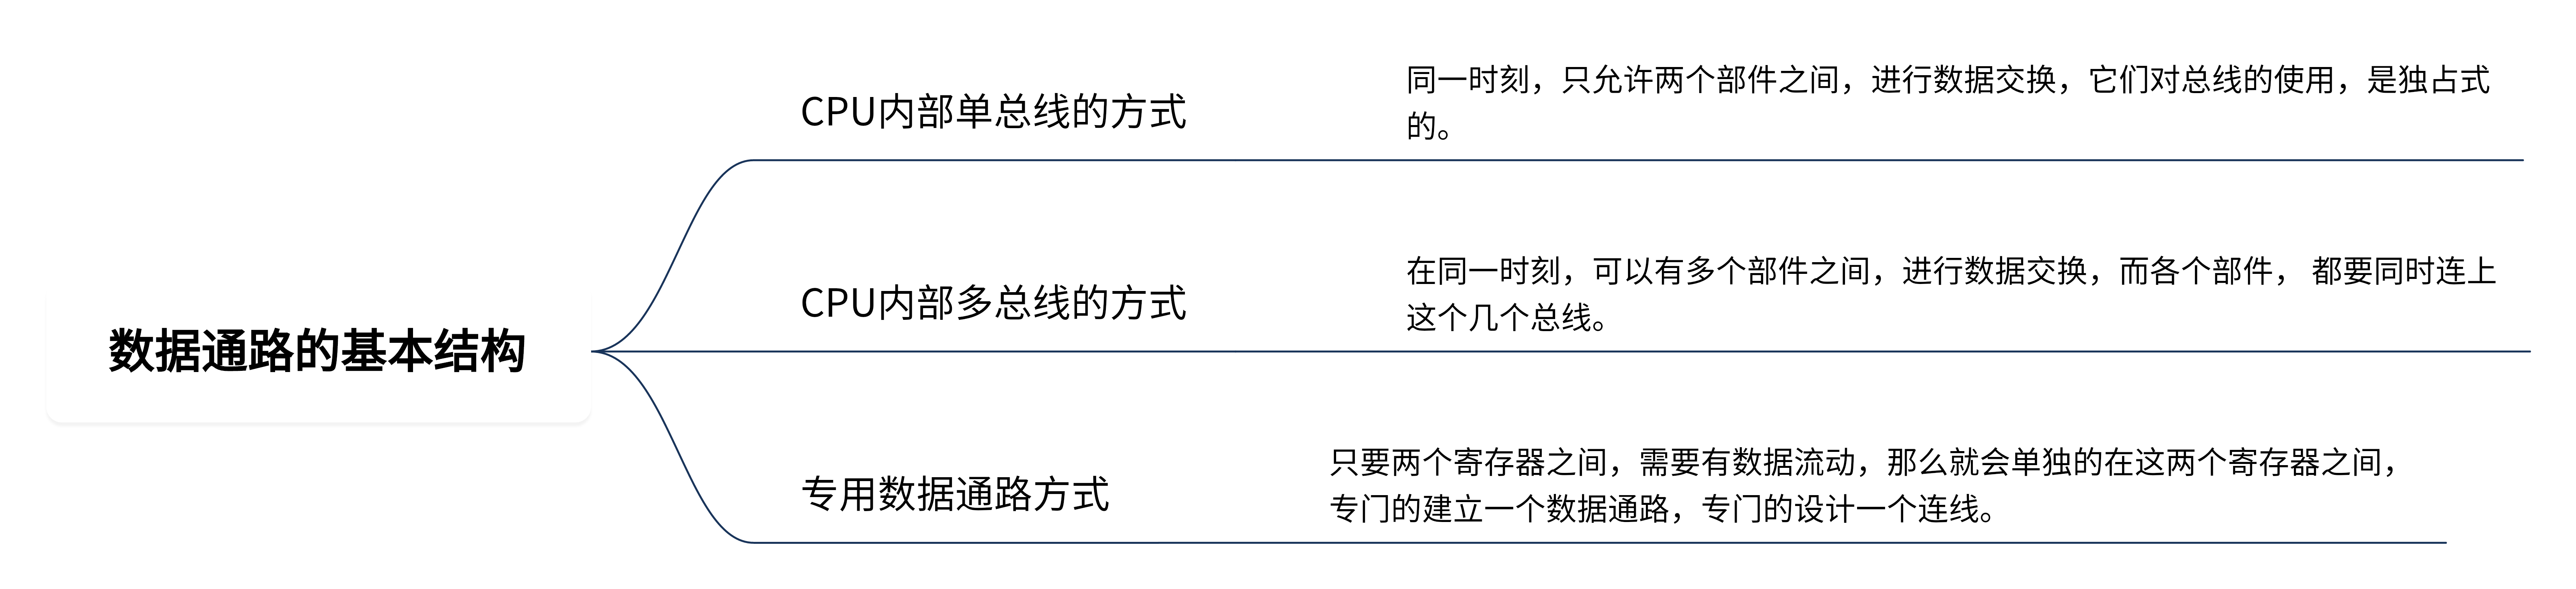 数据通路的基本结构
CPU内部单总线的方式
同一时刻，只允许两个部件之间，进行数据交换，它们对总线的使用，是独占式
的。
CPU内部多总线的方式
在同一时刻，可以有多个部件之间，进行数据交换，而各个部件， 都要同时连上
这个几个总线。
专用数据通路方式
只要两个寄存器之间，需要有数据流动，那么就会单独的在这两个寄存器之间，
专门的建立一个数据通路，专门的设计一个连线。